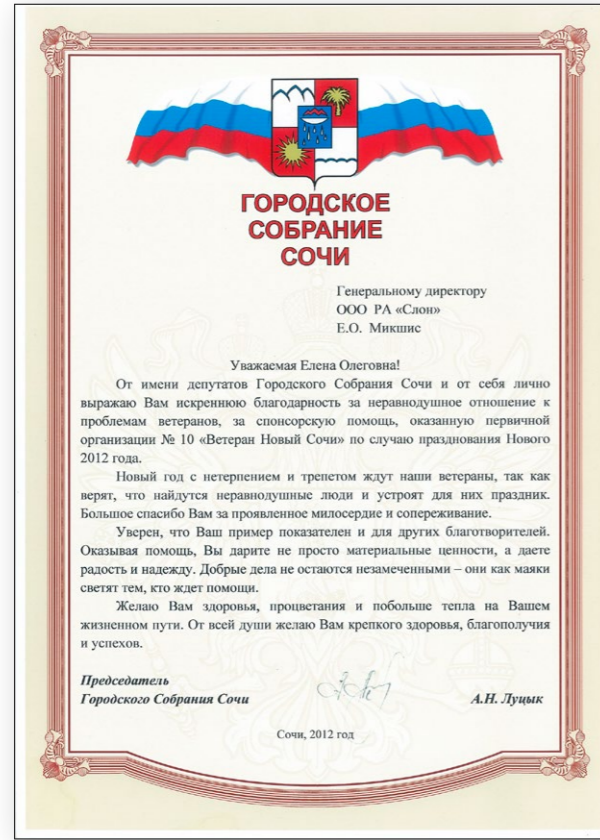 ГОРОДСКОЕ
СОБРАНИЕ
СОЧИ
Генеральному директору
ООО РА «Слон»
Е.О. Микшис
Уважаемая Елена Олеговна!
От имени депутатов Городского Собрания Сочи и от себя лично
выражаю Вам искреннюю благодарность за неравнодушное отношение к
проблемам ветеранов, за спонсорскую помощь, оказанную первичной
организации № 10 «Ветеран Новый Сочи» по случаю празднования Нового
2012 года.
Новый год с нетерпением и трепетом ждут наши ветераны, так как
верят, что найдутся неравнодушные люди и устроят для них праздник.
Большое спасибо Вам за проявленное милосердие и сопереживание.
Уверен, что Ваш пример показателен и для других благотворителей.
Оказывая помощь, Вы дарите не просто материальные ценности, а даете
радость и надежду. Добрые дела не остаются незамеченными – они как маяки
светят тем, кто ждет помощи.
Желаю Вам здоровья, процветания и побольше тепла на Вашем
жизненном пути. От всей души желаю Вам крепкого здоровья, благополучия
и успехов.
Председатель
Городского Собрания Сочи А.Н. Луцык
Сочи, 2012 год